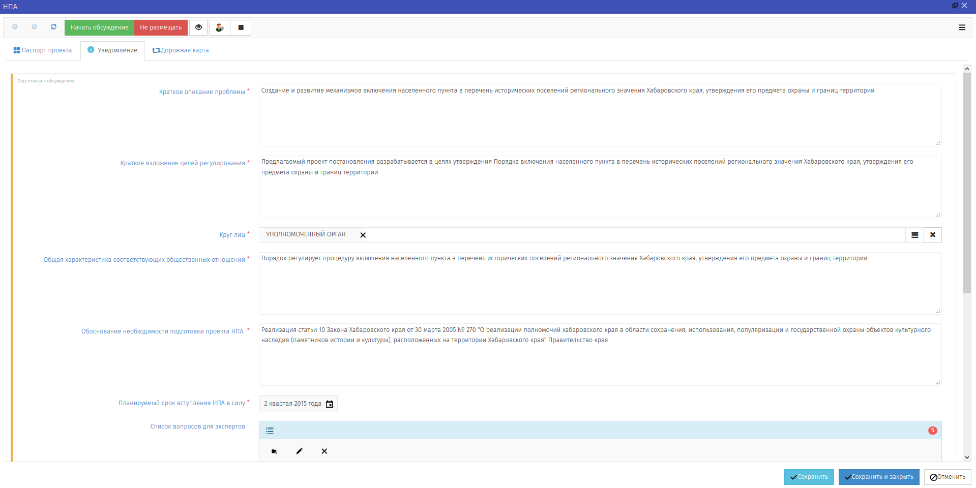 НПА
Начать обсуждение Не размещать
Паспорт проекта Уведомление Дорожная карта
Подготовка к обсуждению
Краткое описание проблемы *
Создание и развитие механизмов включения населенного пункта в перечень исторических поселений регионального значения Хабаровского края, утверждения его предмета охраны и границ территории
Краткое изложение целей регулирования *
Предлагаемый проект постановления разрабатывается в целях утверждения Порядка включения населенного пункта в перечень исторических поселений регионального значения Хабаровского края, утверждения его
предмета охраны и границ территории
Круг лиц *
УПОЛНОМОЧЕННЫЙ ОРГАН
Общая характеристика соответствующих общественных отношений *
Порядок регулирует процедуру включения населенного пункта в перечень исторических поселений регионального значения Хабаровского края, утверждения его предмета охраны и границ территории
Обоснование необходимости подготовки проекта НПА *
Реализация статьи 10 Закона Хабаровского края от 30 марта 2005 № 270 "О реализации полномочий хабаровского края в области сохранения, использования, популяризации и государственной охраны объектов культурного
наследия (памятников истории и культуры), расположенных на территории Хабаровского края" Правительство края
Планируемый срок вступления НПА в силу *
2 квартал 2015 года
Список вопросов для экспертов
Сохранить Сохранить и закрыть Отменить